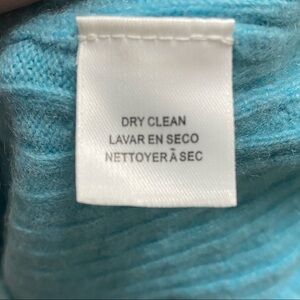 DRY CLEAN
LAVAR EN SECO
NETTOYER À SEC